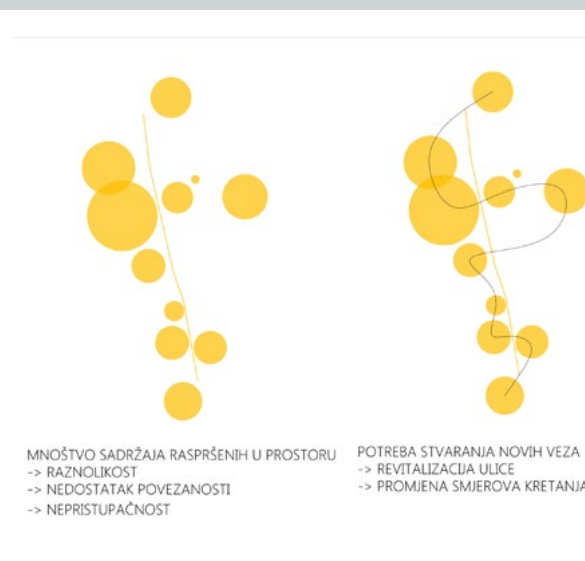 MNOŠTVO SADRŽAJA RASPRŠENIH U PROSTORU
-> RAZNOLIKOST
-> NEDOSTATAK POVEZANOSTI
-> NEPRISTUPAČNOST
POTREBA STVARANJA NOVIH VEZA
-> REVITALIZACIJA ULICE
-> PROMJENA SMJEROVA KRETANJA